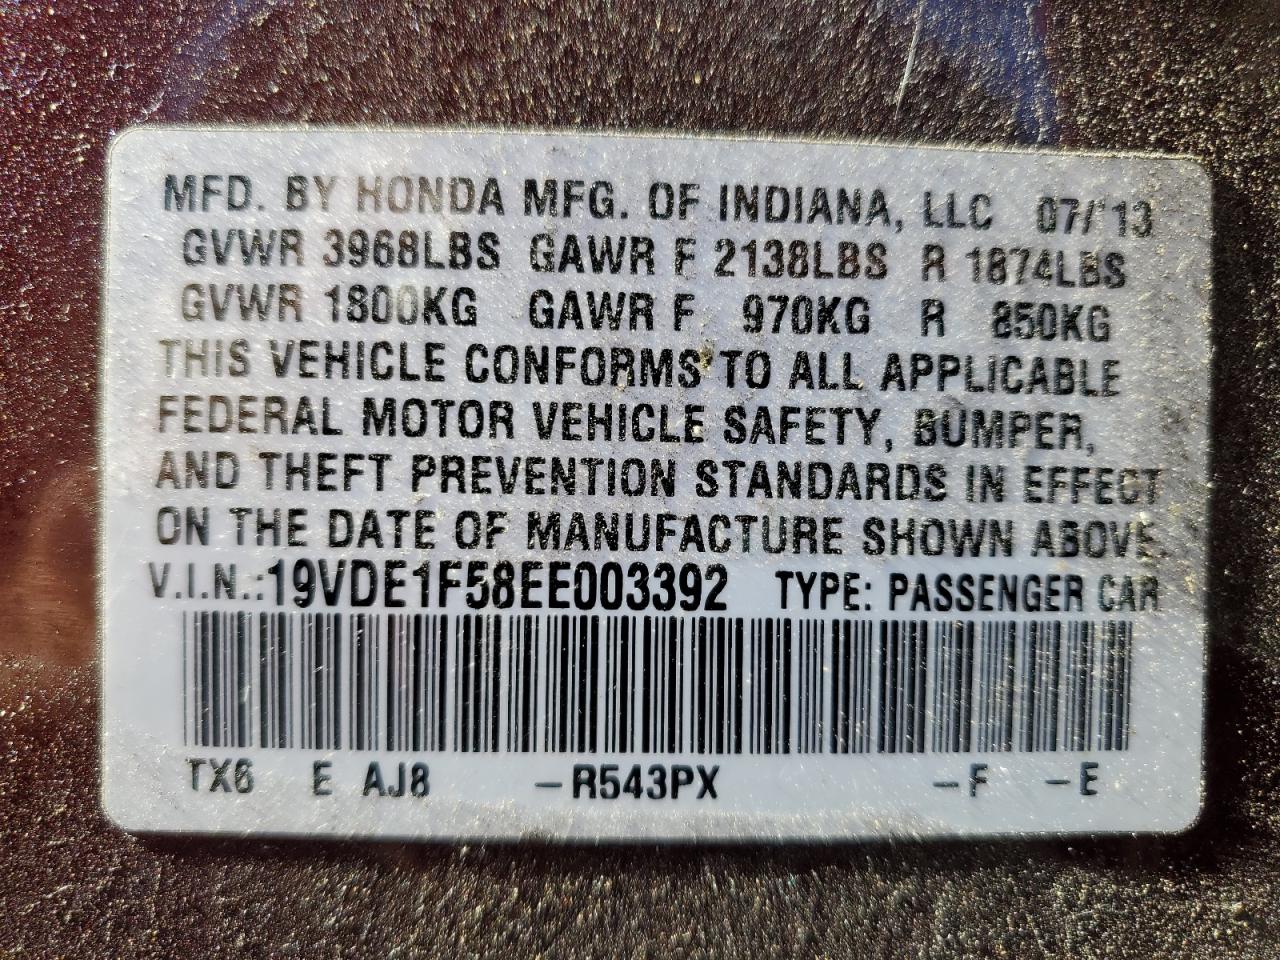 MFD. BY HONDA MFG. OF INDIANA, LLC 07/13
GVWR 3968LBS GAWR F 2138LBS R 1874LBS
GVWR 1800KG GAWR F 970KG R 850KG
THIS VEHICLE CONFORMS TO ALL APPLICABLE
FEDERAL MOTOR VEHICLE SAFETY, BUMPER,
AND THEFT PREVENTION STANDARDS IN EFFECT
ON THE DATE OF MANUFACTURE SHOWN ABOVE.
V.I.N.:19VDE1F58EE003392 TYPE: PASSENGER CAR
TX6 E AJ8 -R543PX -F -E